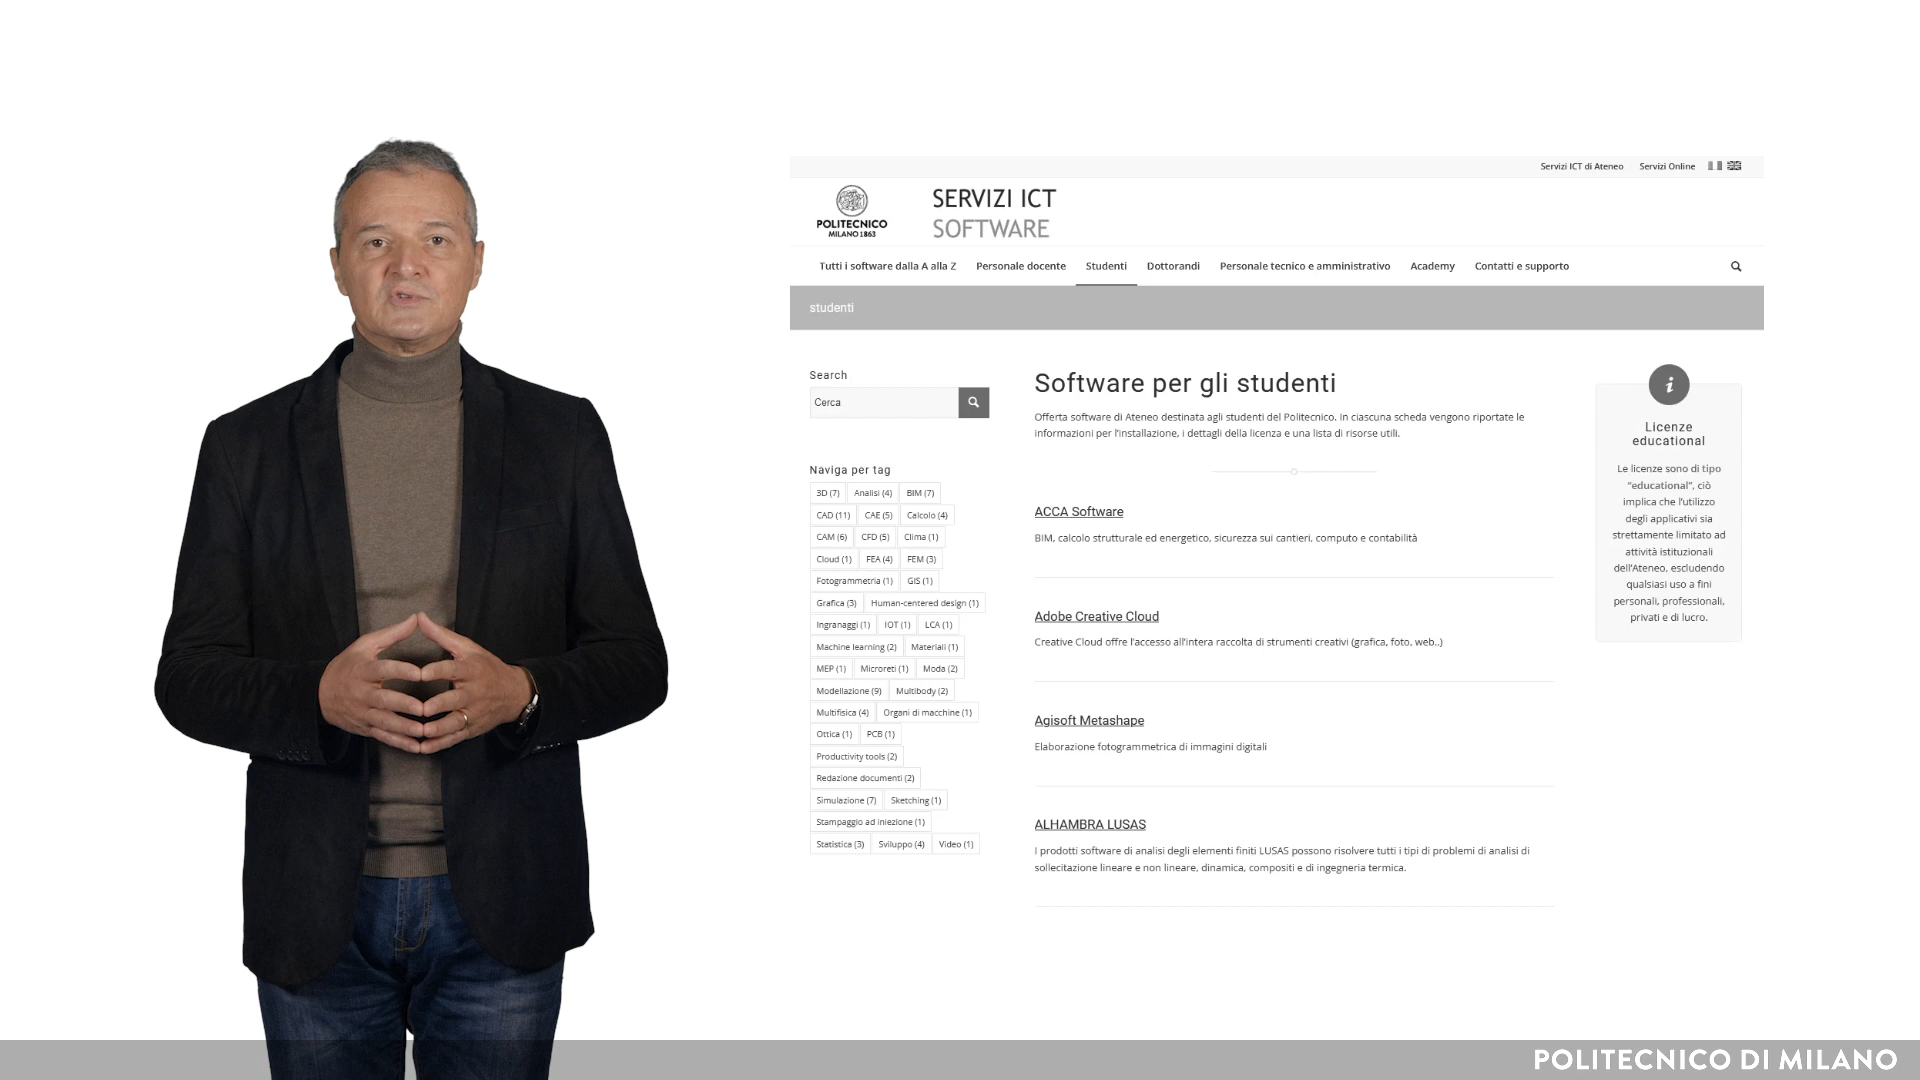 Servizi ICT di Ateneo Servizi Online
POLITECNICO
MILANO 1863
SERVIZI ICT
SOFTWARE
Tutti i software dalla A alla Z Personale docente Studenti Dottorandi Personale tecnico e amministrativo Academy Contatti e supporto
studenti
Search
Cerca
Naviga per tag
3D (7) Analisi (4) BIM (7)
CAD (11) CAE (5) Calcolo (4)
CAM (6) CFD (5) Clima (1)
Cloud (1) FEA (4) FEM (3)
Fotogrammetria (1) GIS (1)
Grafica (3) Human-centered design (1)
Ingranaggi (1) IOT (1) LCA (1)
Machine learning (2) Materiali (1)
MEP (1) Microreti (1) Moda (2)
Modellazione (9) Multibody (2)
Multifisica (4) Organi di macchine (1)
Ottica (1) PCB (1)
Productivity tools (2)
Redazione documenti (2)
Simulazione (7) Sketching (1)
Stampaggio ad iniezione (1)
Statistica (3) Sviluppo (4) Video (1)
Software per gli studenti
Offerta software di Ateneo destinata agli studenti del Politecnico. In ciascuna scheda vengono riportate le
informazioni per l'installazione, i dettagli della licenza e una lista di risorse utili.
ACCA Software
BIM, calcolo strutturale ed energetico, sicurezza sui cantieri, computo e contabilità
Adobe Creative Cloud
Creative Cloud offre l'accesso all'intera raccolta di strumenti creativi (grafica, foto, web..)
Agisoft Metashape
Elaborazione fotogrammetrica di immagini digitali
ALHAMBRA LUSAS
I prodotti software di analisi degli elementi finiti LUSAS possono risolvere tutti i tipi di problemi di analisi di
sollecitazione lineare e non lineare, dinamica, compositi e di ingegneria termica.
i
Licenze
educational
Le licenze sono di tipo
"educational", ciò
implica che l'utilizzo
degli applicativi sia
strettamente limitato ad
attività istituzionali
dell'Ateneo, escludendo
qualsiasi uso a fini
personali, professionali,
privati e di lucro.
POLITECNICO DI MILANO